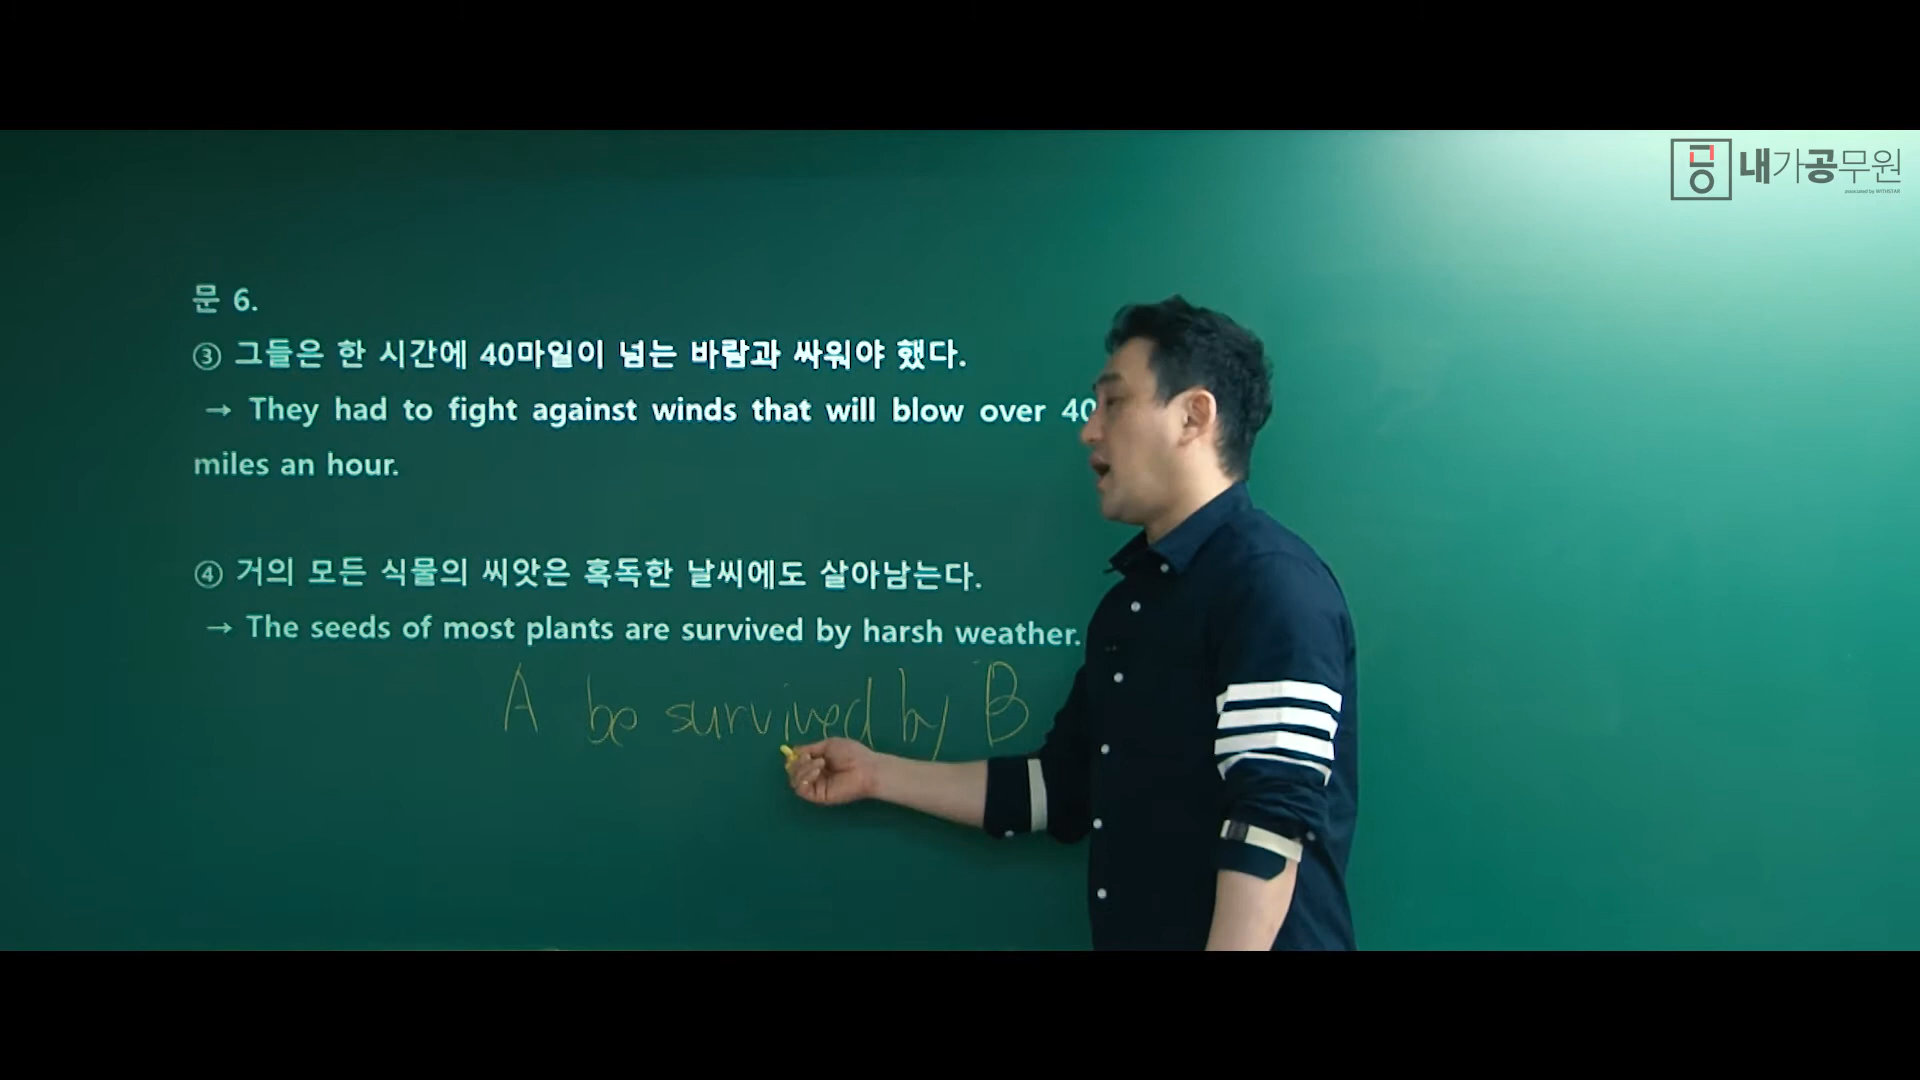 내가공무원
associated by WITHSTAR
문 6.
③ 그들은 한 시간에 40마일이 넘는 바람과 싸워야 했다.
→ They had to fight against winds that will blow over 40
miles an hour.
④ 거의 모든 식물의 씨앗은 혹독한 날씨에도 살아남는다.
→ The seeds of most plants are survived by harsh weather.
A be survived by B